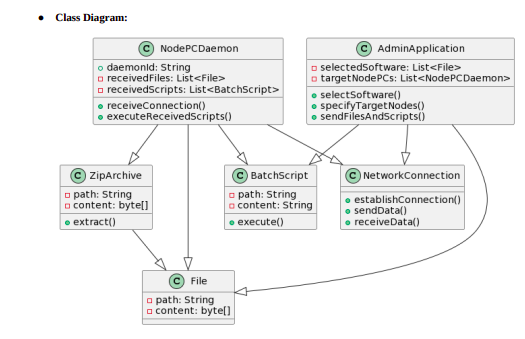 Class Diagram:
C NodePCDaemon
daemonId: String
receivedFiles: List<File>
receivedScripts: List<BatchScript>
receiveConnection()
executeReceivedScripts()
C AdminApplication
selectedSoftware: List<File>
targetNodePCs: List<NodePCDaemon>
selectSoftware()
specifyTargetNodes()
sendFilesAndScripts()
C ZipArchive
path: String
content: byte[]
extract()
C BatchScript
path: String
content: String
execute()
C NetworkConnection
establishConnection()
sendData()
receiveData()
C File
path: String
content: byte[]